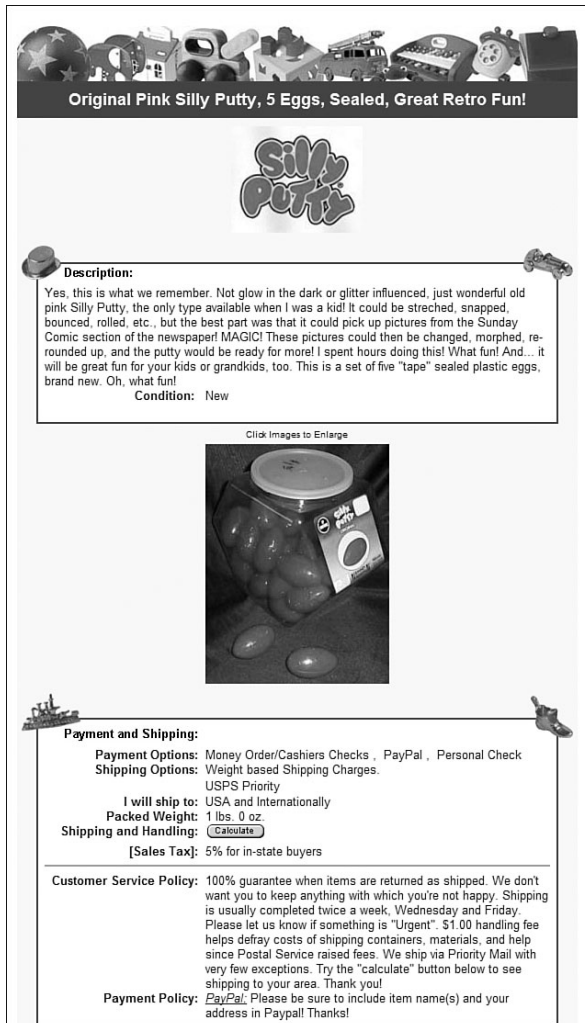 Original Pink Silly Putty, 5 Eggs, Sealed, Great Retro Fun!
Silly
PUTTY
Description:
Yes, this is what we remember. Not glow in the dark or glitter influenced, just wonderful old
pink Silly Putty, the only type available when I was a kid! It could be streched, snapped,
bounced, rolled, etc., but the best part was that it could pick up pictures from the Sunday
Comic section of the newspaper! MAGIC! These pictures could then be changed, morphed, re-
rounded up, and the putty would be ready for more! I spent hours doing this! What fun! And... it
will be great fun for your kids or grandkids, too. This is a set of five "tape" sealed plastic eggs,
brand new. Oh, what fun!
Condition: New
Click Images to Enlarge
Silly
PUTTY
Payment and Shipping:
Payment Options: Money Order/Cashiers Checks , PayPal , Personal Check
Shipping Options: Weight based Shipping Charges.
USPS Priority
I will ship to: USA and Internationally
Packed Weight: 1 lbs. 0 oz.
Shipping and Handling: Calculate
[Sales Tax]: 5% for in-state buyers
Customer Service Policy: 100% guarantee when items are returned as shipped. We don't
want you to keep anything with which you're not happy. Shipping
is usually completed twice a week, Wednesday and Friday.
Please let us know if something is "Urgent". $1.00 handling fee
helps defray costs of shipping containers, materials, and help
since Postal Service raised fees. We ship via Priority Mail with
very few exceptions. Try the "calculate" button below to see
shipping to your area. Thank you!
Payment Policy: PayPal: Please be sure to include item name(s) and your
address in Paypal! Thanks!